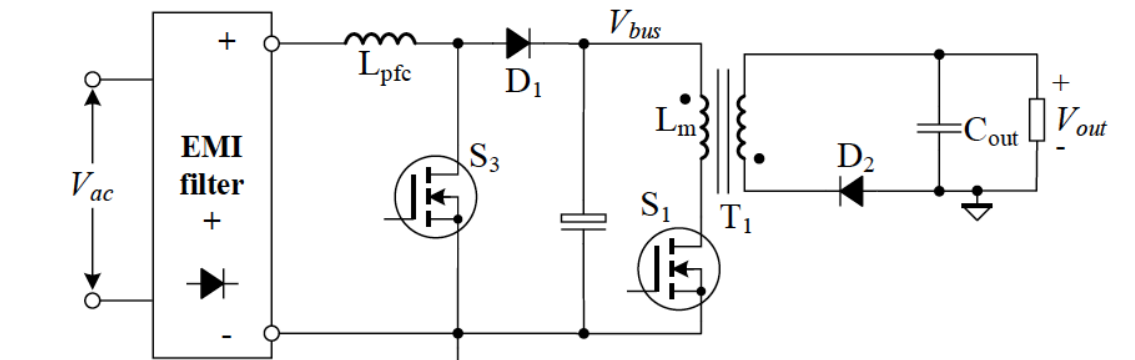 V_bus
+
L_pfc
D_1
V_ac
EMI
filter
+
-
S_3
L_m
S_1
T_1
D_2
C_out
+
V_out
-